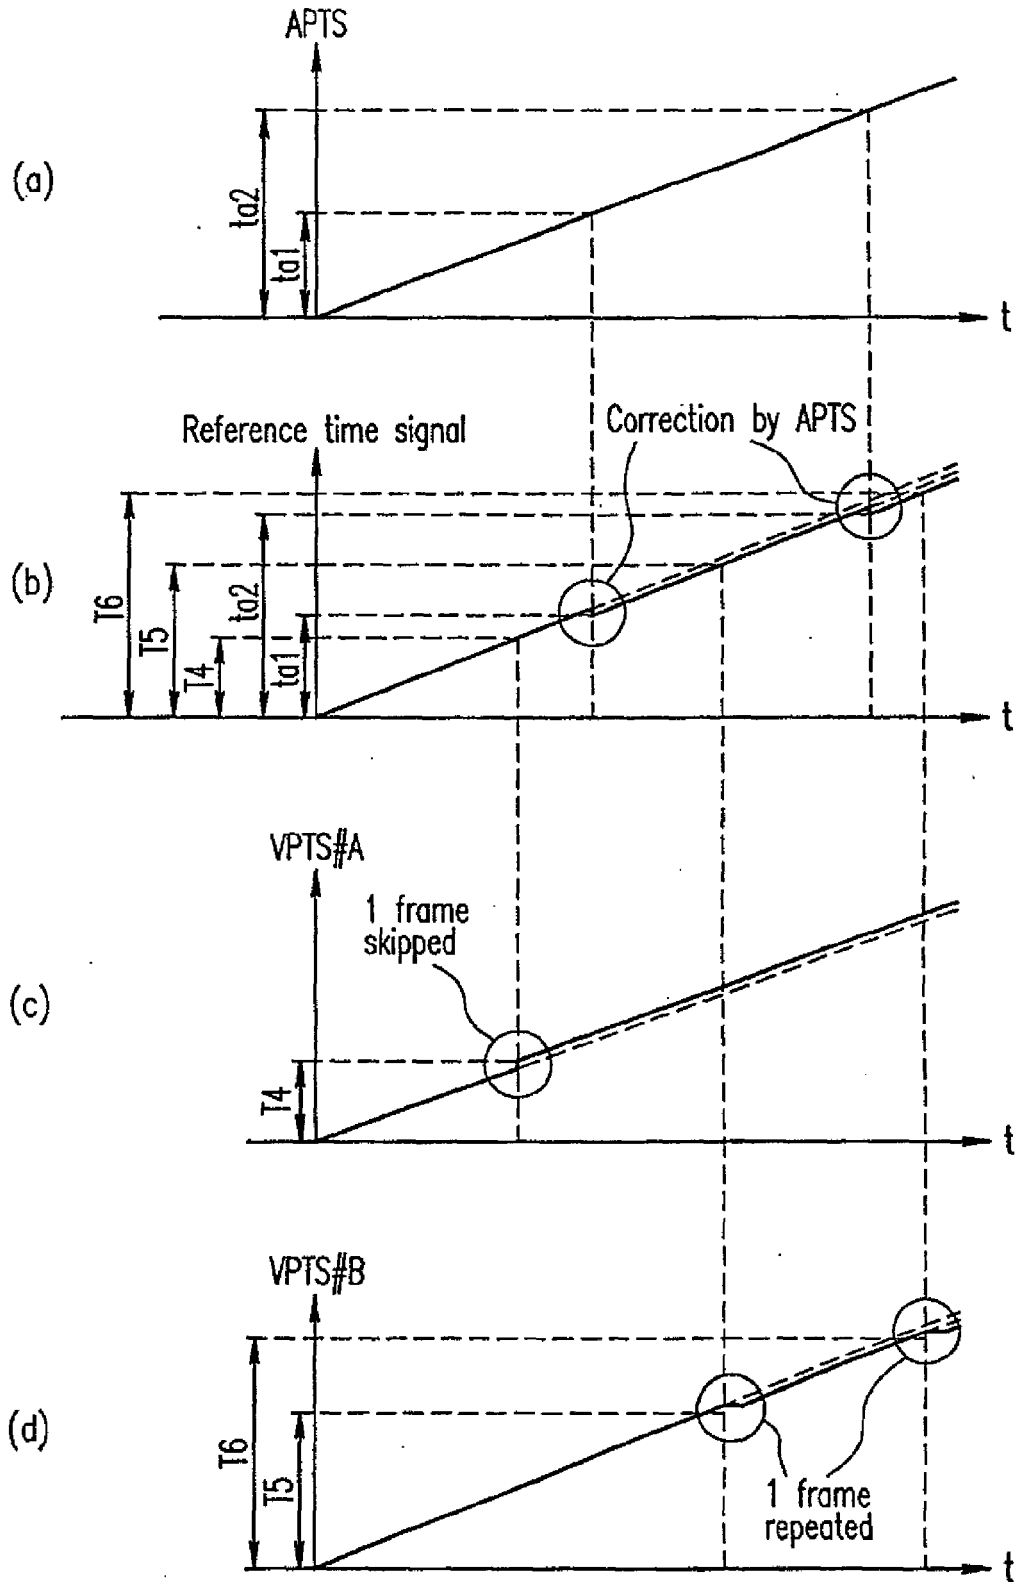 APTS
(a)
ta2
ta1
t
Reference time signal
Correction by APTS
(b)
T6
T5
T4
ta2
ta1
t
VPTS#A
1 frame
skipped
(c)
T4
t
VPTS#B
(d)
T6
T5
1 frame
repeated
t